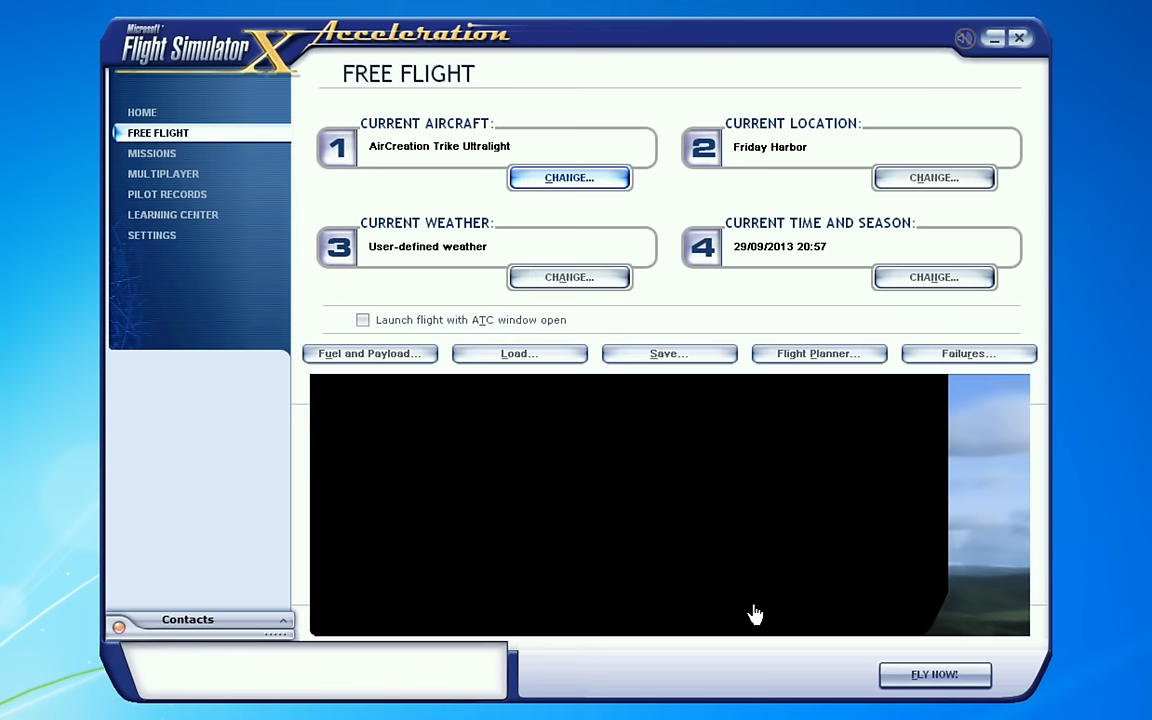 Microsoft
Flight Simulator X Acceleration
FREE FLIGHT
HOME
FREE FLIGHT
MISSIONS
MULTIPLAYER
PILOT RECORDS
LEARNING CENTER
SETTINGS
CURRENT AIRCRAFT:
1
AirCreation Trike Ultralight
CHANGE...
CURRENT LOCATION:
2
Friday Harbor
CHANGE...
CURRENT WEATHER:
3
User-defined weather
CHANGE...
CURRENT TIME AND SEASON:
4
29/09/2013 20:57
CHANGE...
Launch flight with ATC window open
Fuel and Payload... Load... Save... Flight Planner... Failures...
Contacts
FLY NOW!